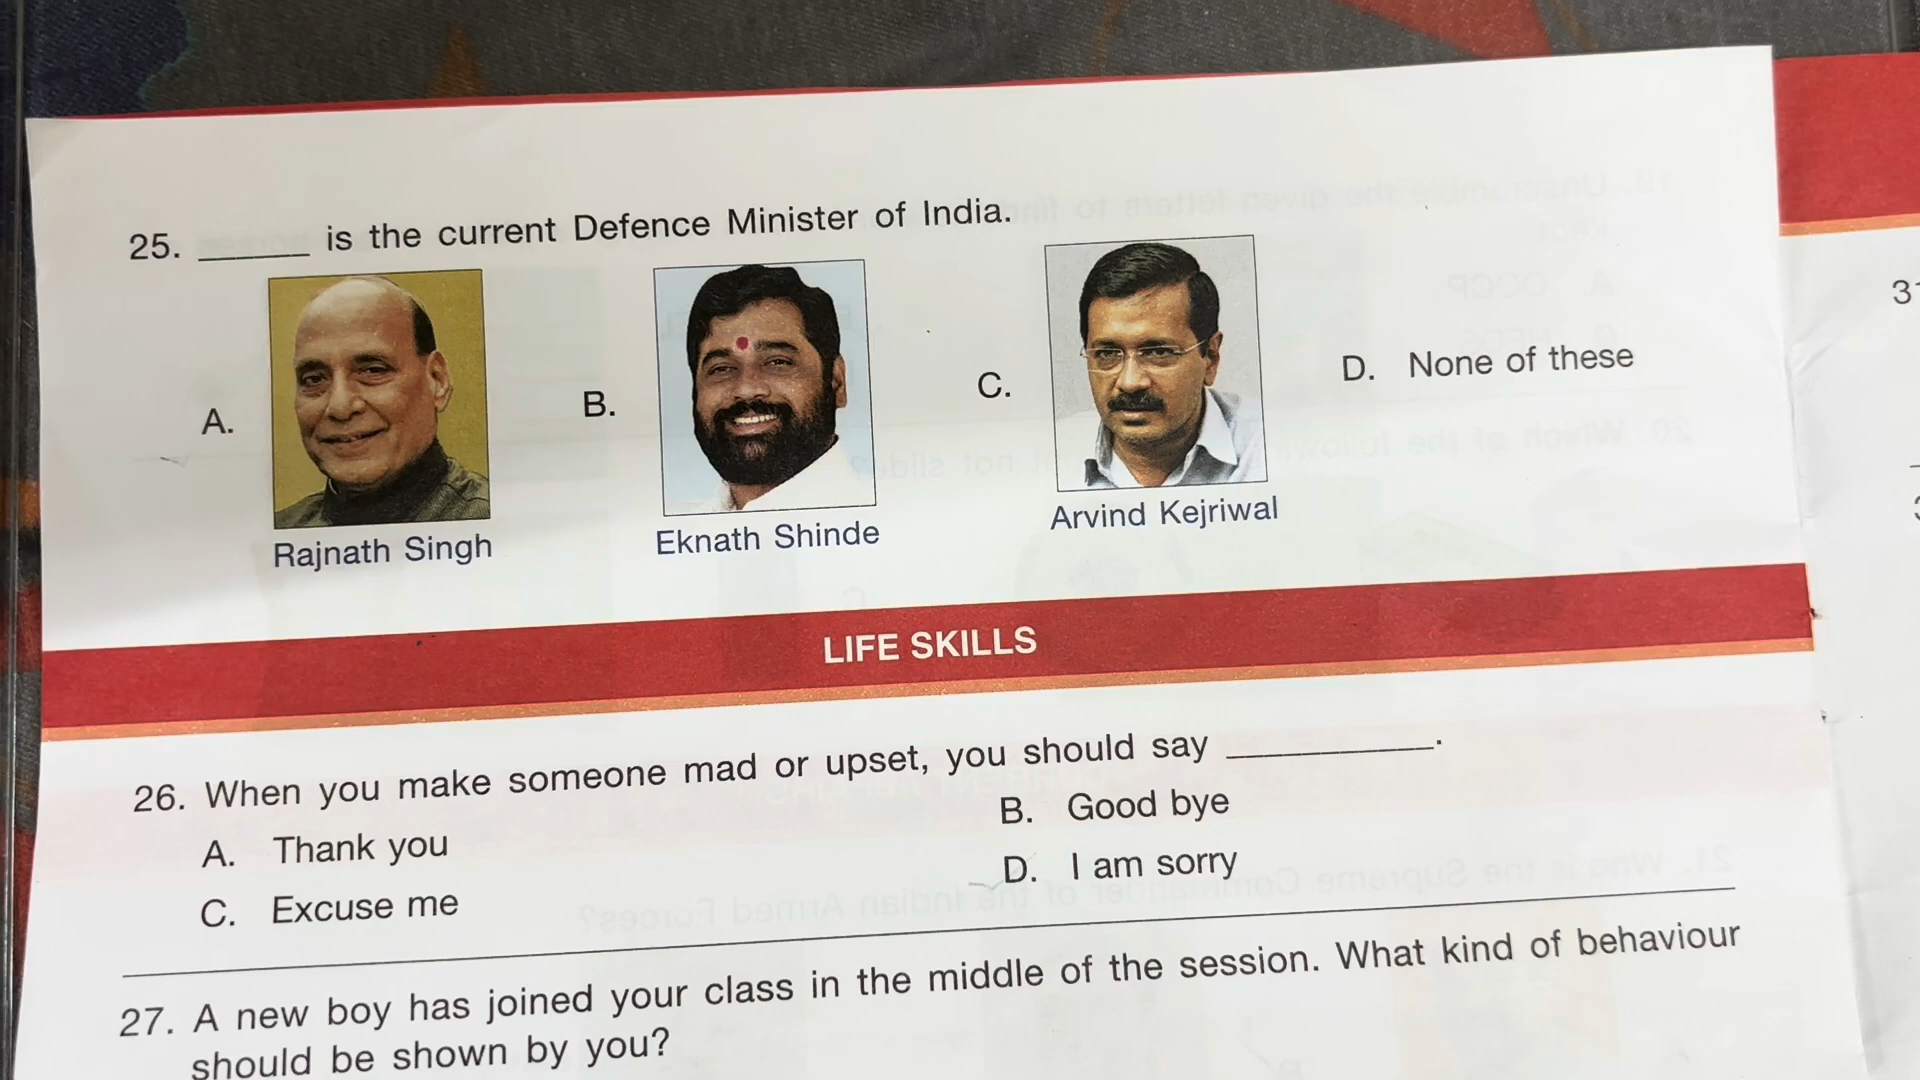 25. ______ is the current Defence Minister of India.
A.
B.
C.
D. None of these
Rajnath Singh
Eknath Shinde
Arvind Kejriwal
LIFE SKILLS
26. When you make someone mad or upset, you should say __________.
A. Thank you
B. Good bye
C. Excuse me
D. I am sorry
27. A new boy has joined your class in the middle of the session. What kind of behaviour
should be shown by you?